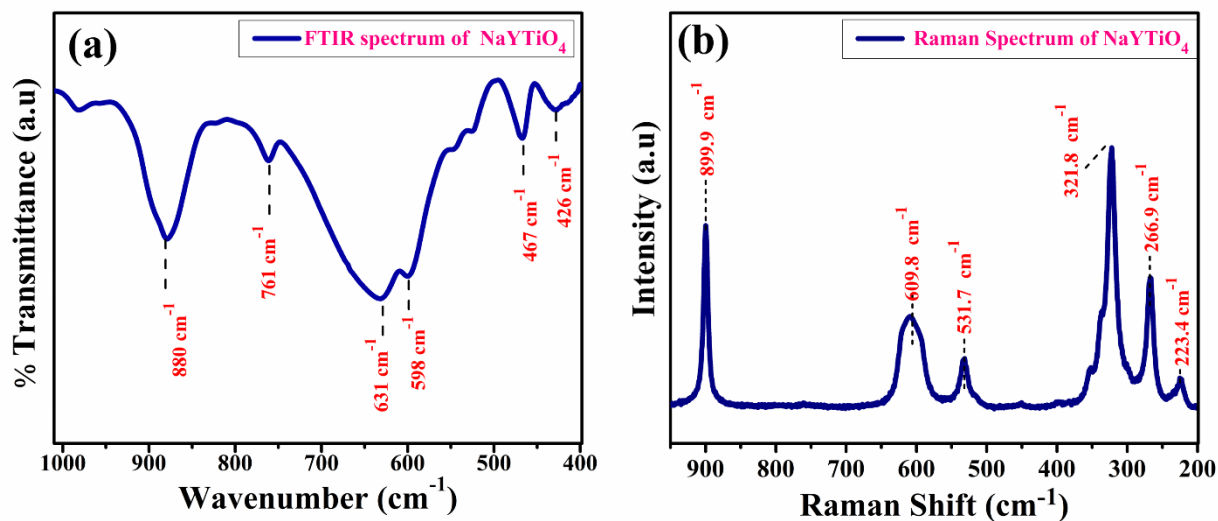 (a)
FTIR spectrum of NaYTiO4
% Transmittance (a.u)
880 cm-1
761 cm-1
631 cm-1
598 cm-1
467 cm-1
426 cm-1
1000 900 800 700 600 500 400
Wavenumber (cm-1)
(b)
Raman Spectrum of NaYTiO4
Intensity (a.u)
899.9 cm-1
609.8 cm-1
531.7 cm-1
321.8 cm-1
266.9 cm-1
223.4 cm-1
900 800 700 600 500 400 300 200
Raman Shift (cm-1)